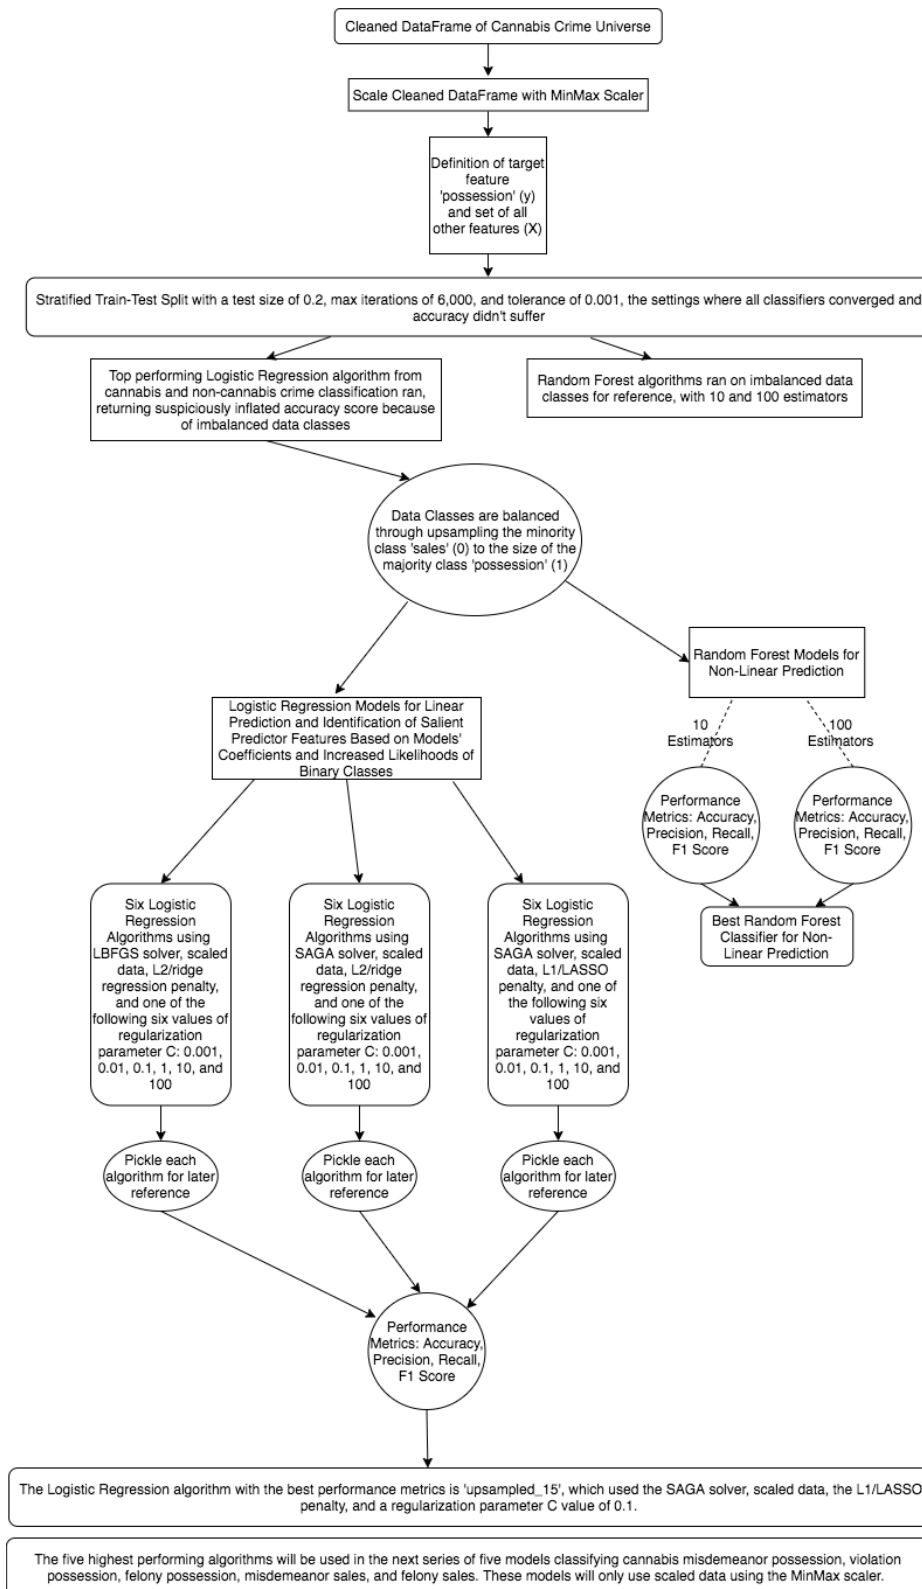 Cleaned DataFrame of Cannabis Crime Universe
Scale Cleaned DataFrame with MinMax Scaler
Definition of target
feature
'possession' (y)
and set of all
other features (X)
Stratified Train-Test Split with a test size of 0.2, max iterations of 6,000, and tolerance of 0.001, the settings where all classifiers converged and
accuracy didn't suffer
Top performing Logistic Regression algorithm from
cannabis and non-cannabis crime classification ran,
returning suspiciously inflated accuracy score because
of imbalanced data classes
Random Forest algorithms ran on imbalanced data
classes for reference, with 10 and 100 estimators
Data Classes are balanced
through upsampling the minority
class 'sales' (0) to the size of the
majority class 'possession' (1)
Random Forest Models for
Non-Linear Prediction
Logistic Regression Models for Linear
Prediction and Identification of Salient
Predictor Features Based on Models'
Coefficients and Increased Likelihoods of
Binary Classes
10
Estimators
100
Estimators
Performance
Metrics: Accuracy,
Precision, Recall,
F1 Score
Performance
Metrics: Accuracy,
Precision, Recall,
F1 Score
Best Random Forest
Classifier for Non-
Linear Prediction
Six Logistic
Regression
Algorithms using
LBFGS solver, scaled
data, L2/ridge
regression penalty,
and one of the
following six values of
regularization
parameter C: 0.001,
0.01, 0.1, 1, 10, and
100
Six Logistic
Regression
Algorithms using
SAGA solver, scaled
data, L2/ridge
regression penalty,
and one of the
following six values of
regularization
parameter C: 0.001,
0.01, 0.1, 1, 10, and
100
Six Logistic
Regression
Algorithms using
SAGA solver, scaled
data, L1/LASSO
penalty, and one of
the following six
values of
regularization
parameter C: 0.001,
0.01, 0.1, 1, 10, and
100
Pickle each
algorithm for later
reference
Pickle each
algorithm for later
reference
Pickle each
algorithm for later
reference
Performance
Metrics: Accuracy,
Precision, Recall,
F1 Score
The Logistic Regression algorithm with the best performance metrics is 'upsampled_15', which used the SAGA solver, scaled data, the L1/LASSO
penalty, and a regularization parameter C value of 0.1.
The five highest performing algorithms will be used in the next series of five models classifying cannabis misdemeanor possession, violation
possession, felony possession, misdemeanor sales, and felony sales. These models will only use scaled data using the MinMax scaler.